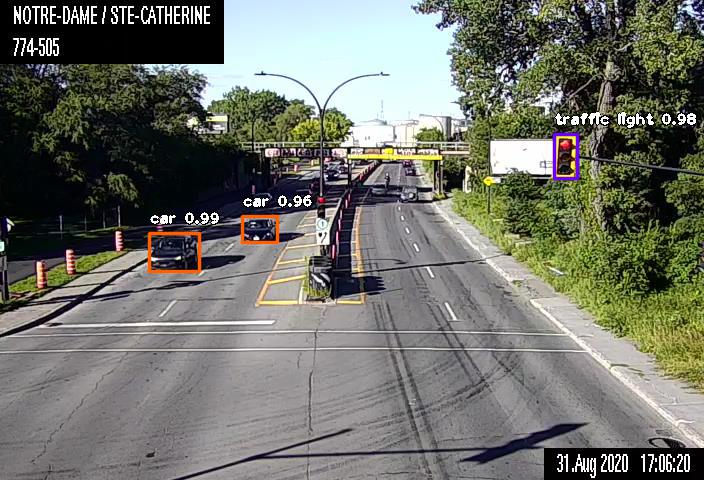 NOTRE-DAME / STE-CATHERINE
774-505
traffic light 0.98
car 0.96
car 0.99
31.Aug 2020 17:06:20